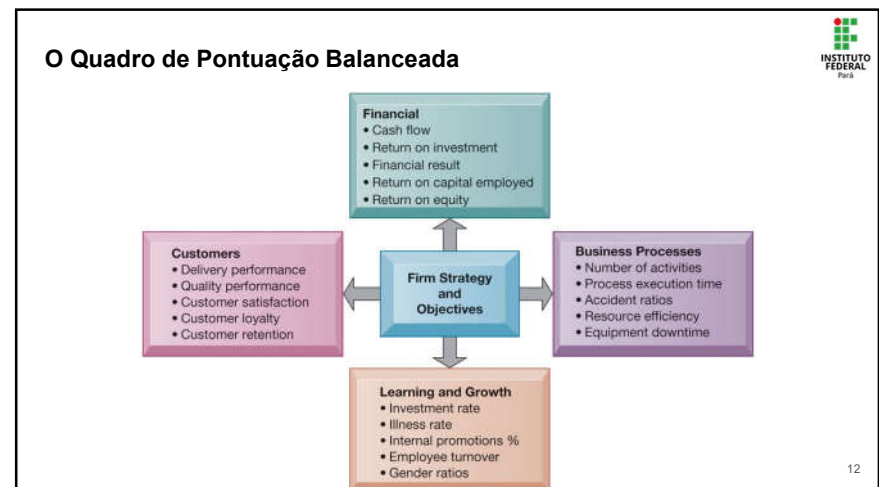 O Quadro de Pontuação Balanceada
INSTITUTO
FEDERAL
Pará
Financial
• Cash flow
• Return on investment
• Financial result
• Return on capital employed
• Return on equity
Customers
• Delivery performance
• Quality performance
• Customer satisfaction
• Customer loyalty
• Customer retention
Firm Strategy
and
Objectives
Business Processes
• Number of activities
• Process execution time
• Accident ratios
• Resource efficiency
• Equipment downtime
Learning and Growth
• Investment rate
• Illness rate
• Internal promotions %
• Employee turnover
• Gender ratios
12